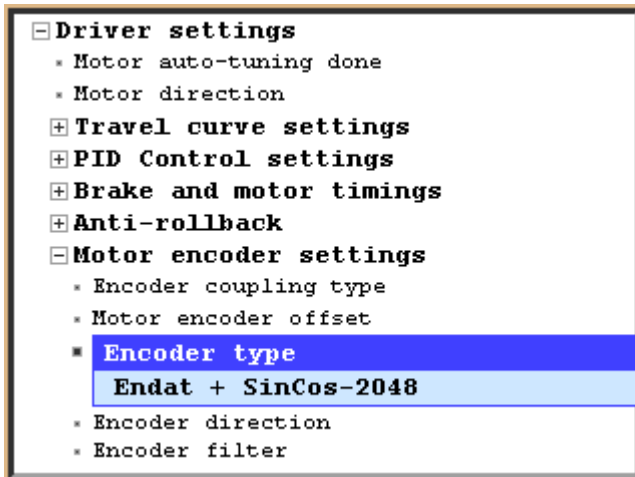 Driver settings
Motor auto-tuning done
Motor direction
Travel curve settings
PID Control settings
Brake and motor timings
Anti-rollback
Motor encoder settings
Encoder coupling type
Motor encoder offset
Encoder type
Endat + SinCos-2048
Encoder direction
Encoder filter